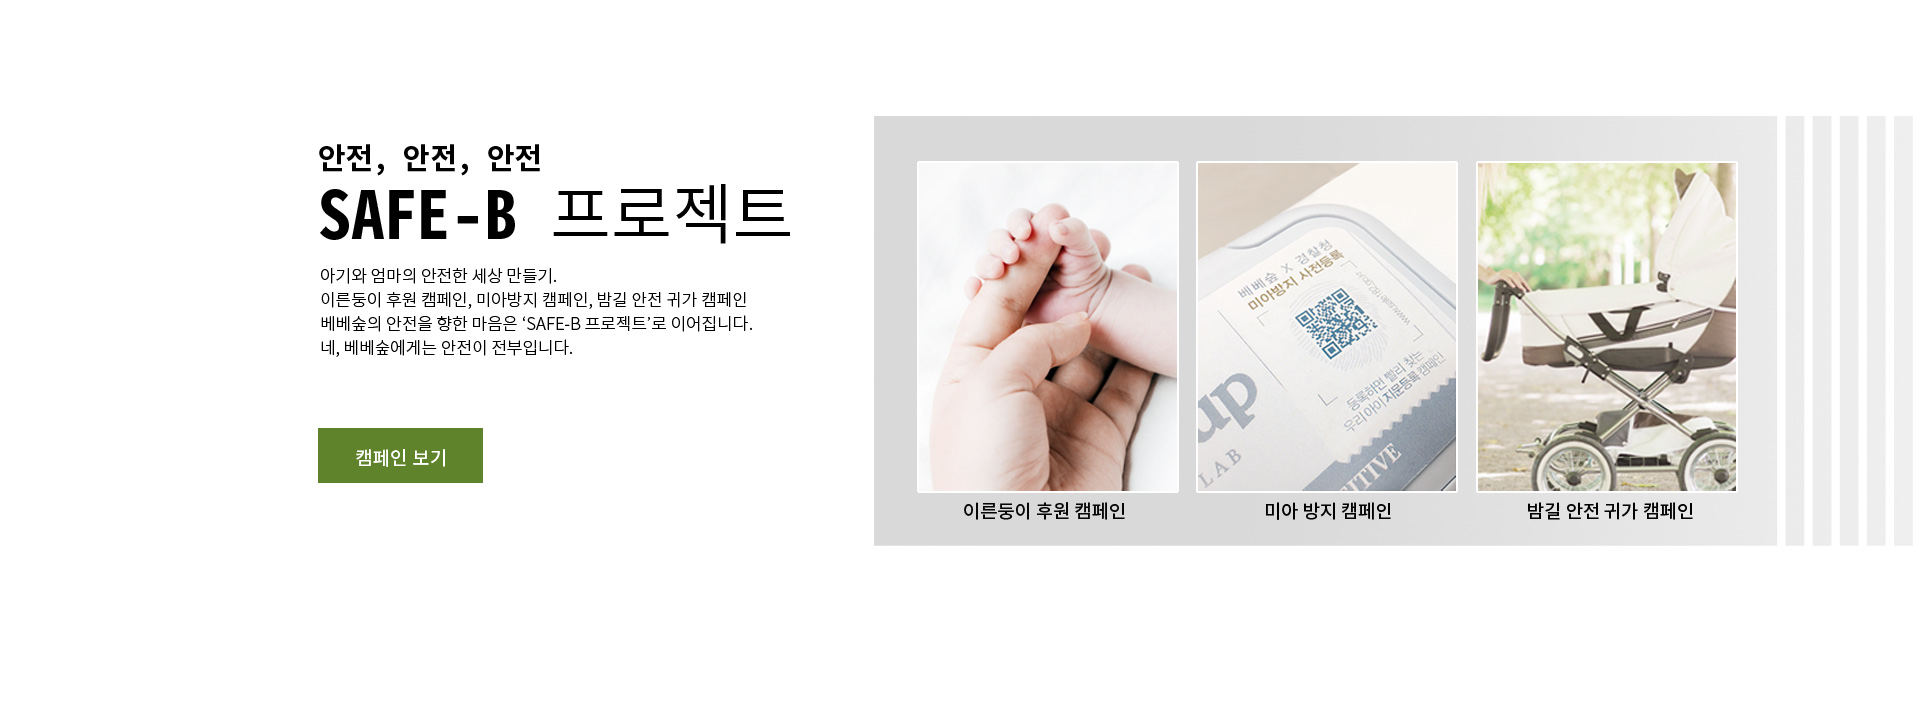 안전, 안전, 안전
SAFE-B 프로젝트
아기와 엄마의 안전한 세상 만들기.
이른둥이 후원 캠페인, 미아방지 캠페인, 밤길 안전 귀가 캠페인
베베숲의 안전을 향한 마음은 ‘SAFE-B 프로젝트’로 이어집니다.
네, 베베숲에게는 안전이 전부입니다.
캠페인 보기
베베숲 X 경찰청
미아방지 사전등록
동록하면 빨리 찾는
우리아이 지문등록 캠페인
up
LAB
이른둥이 후원 캠페인
미아 방지 캠페인
밤길 안전 귀가 캠페인